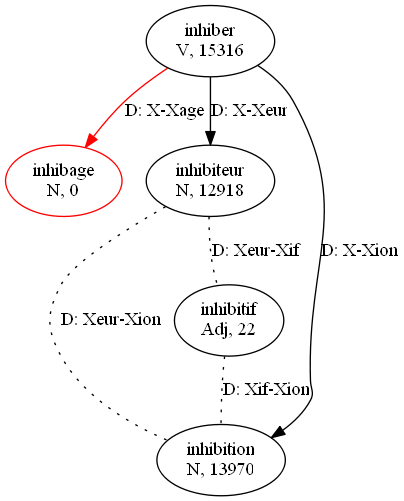 inhiber
V, 15316
D: X-Xage
D: X-Xeur
inhibage
N, 0
inhibiteur
N, 12918
D: Xeur-Xif
D: X-Xion
D: Xeur-Xion
inhibitif
Adj, 22
D: Xif-Xion
inhibition
N, 13970